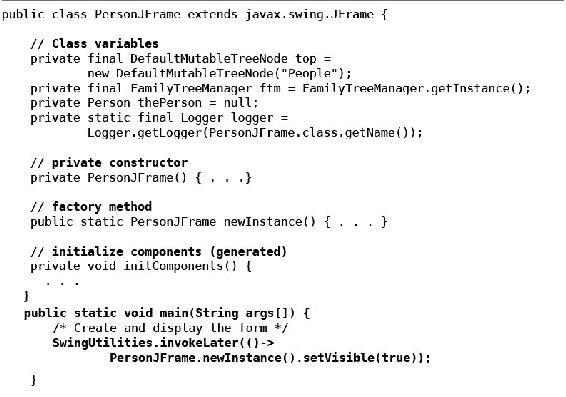 public class PersonJFrame extends javax.swing.JFrame {
// Class variables
private final DefaultMutableTreeNode top =
new DefaultMutableTreeNode("People");
private final FamilyTreeManager ftm = FamilyTreeManager.getInstance();
private Person thePerson = null;
private static final Logger logger =
Logger.getLogger(PersonJFrame.class.getName());
// private constructor
private PersonJFrame() { . . .}
// factory method
public static PersonJFrame newInstance() { . . . }
// initialize components (generated)
private void initComponents() {
. . .
}
public static void main(String args[]) {
/* Create and display the form */
SwingUtilities.invokeLater(()->
PersonJFrame.newInstance().setVisible(true));
}